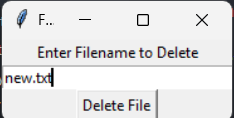 F...
Enter Filename to Delete
new.txt
Delete File